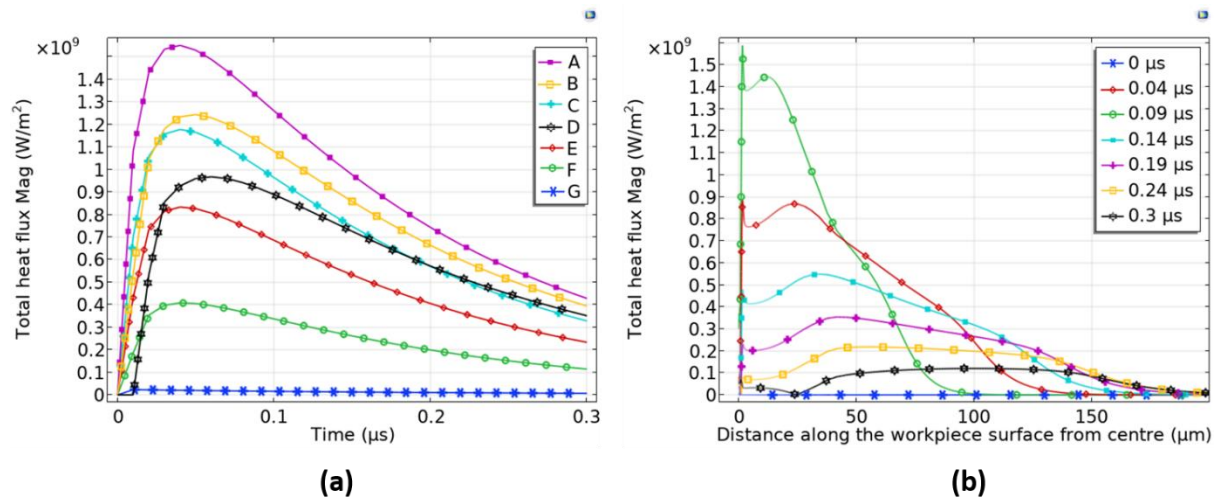 ×10⁹
Total heat flux Mag (W/m²)
1.4
1.3
1.2
1.1
1
0.9
0.8
0.7
0.6
0.5
0.4
0.3
0.2
0.1
0
A
B
C
D
E
F
G
0
0.1
0.2
0.3
Time (μs)
(a)
×10⁹
Total heat flux Mag (W/m²)
1.5
1.4
1.3
1.2
1.1
1
0.9
0.8
0.7
0.6
0.5
0.4
0.3
0.2
0.1
0
0 μs
0.04 μs
0.09 μs
0.14 μs
0.19 μs
0.24 μs
0.3 μs
0
50
100
150
Distance along the workpiece surface from centre (μm)
(b)